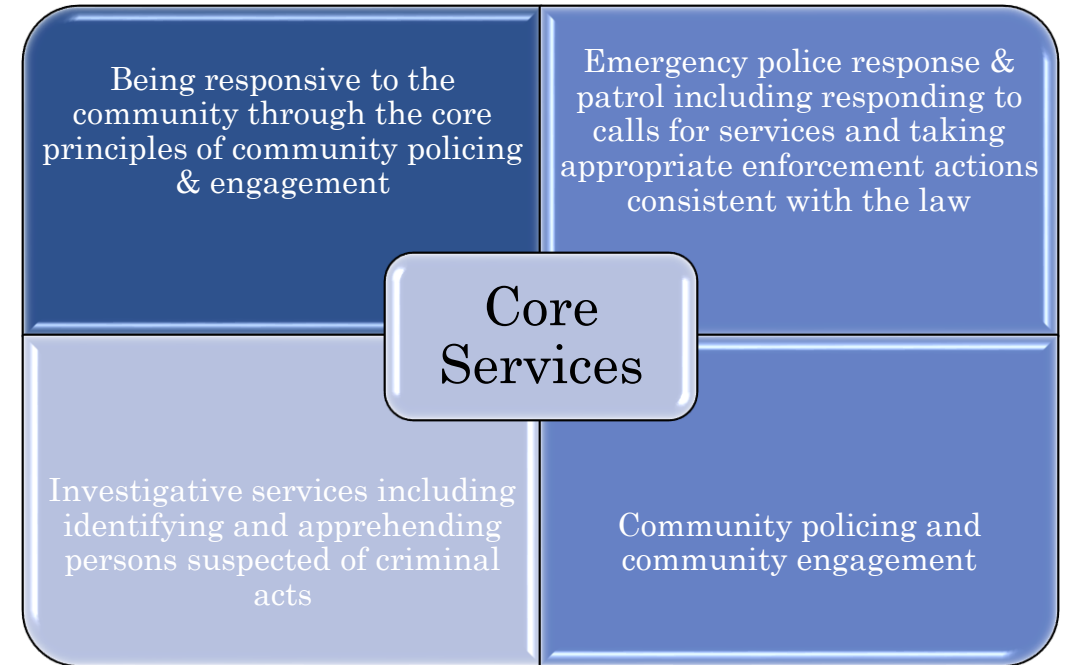 Being responsive to the
community through the core
principles of community policing
& engagement
Emergency police response &
patrol including responding to
calls for services and taking
appropriate enforcement actions
consistent with the law
Core
Services
Investigative services including
identifying and apprehending
persons suspected of criminal
acts
Community policing and
community engagement